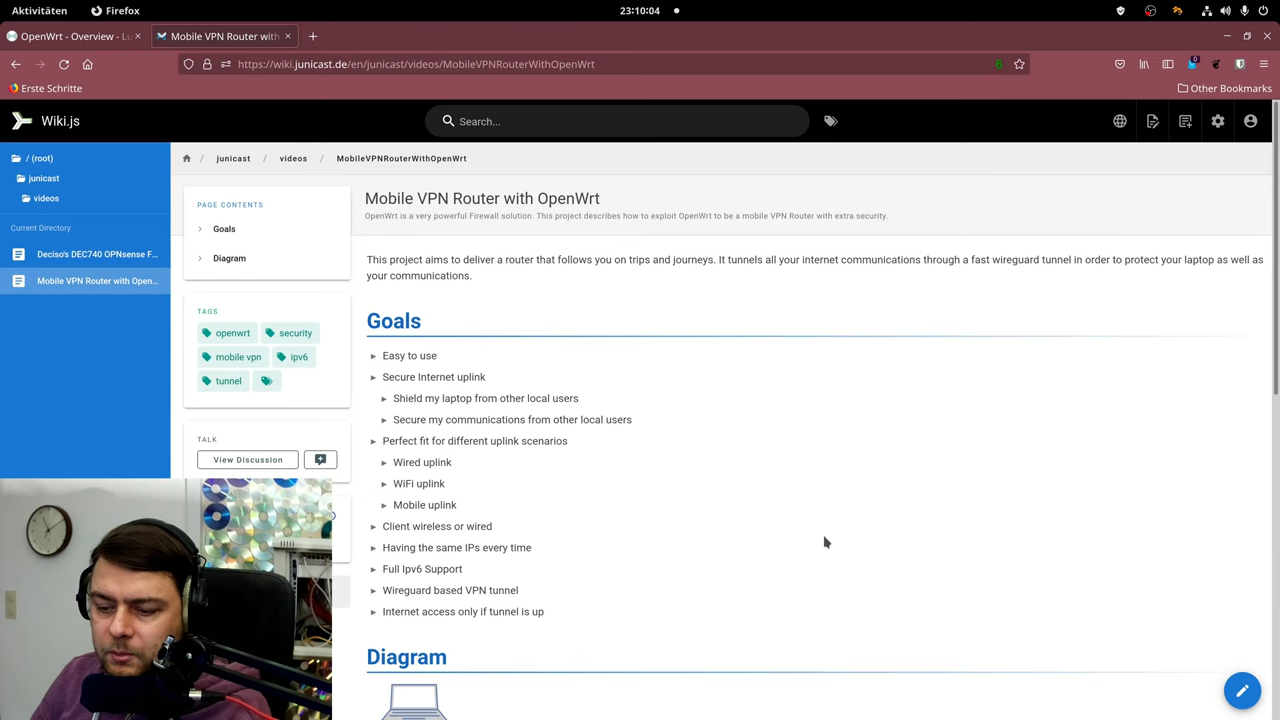 Aktivitäten
Firefox
23:10:04
OpenWrt - Overview - Lu
Mobile VPN Router with
https://wiki.junicast.de/en/junicast/videos/MobileVPNRouterWithOpenWrt
6
0
Erste Schritte
Other Bookmarks
Wiki.js
Search...
/ (root)
junicast
videos
Current Directory
Deciso's DEC740 OPNsense F...
Mobile VPN Router with Open...
/ junicast / videos / MobileVPNRouterWithOpenWrt
PAGE CONTENTS
Goals
Diagram
TAGS
openwrt
security
mobile vpn
ipv6
tunnel
TALK
View Discussion
Mobile VPN Router with OpenWrt
OpenWrt is a very powerful Firewall solution. This project describes how to exploit OpenWrt to be a mobile VPN Router with extra security.
This project aims to deliver a router that follows you on trips and journeys. It tunnels all your internet communications through a fast wireguard tunnel in order to protect your laptop as well as
your communications.
Goals
Easy to use
Secure Internet uplink
Shield my laptop from other local users
Secure my communications from other local users
Perfect fit for different uplink scenarios
Wired uplink
WiFi uplink
Mobile uplink
Client wireless or wired
Having the same IPs every time
Full Ipv6 Support
Wireguard based VPN tunnel
Internet access only if tunnel is up
Diagram